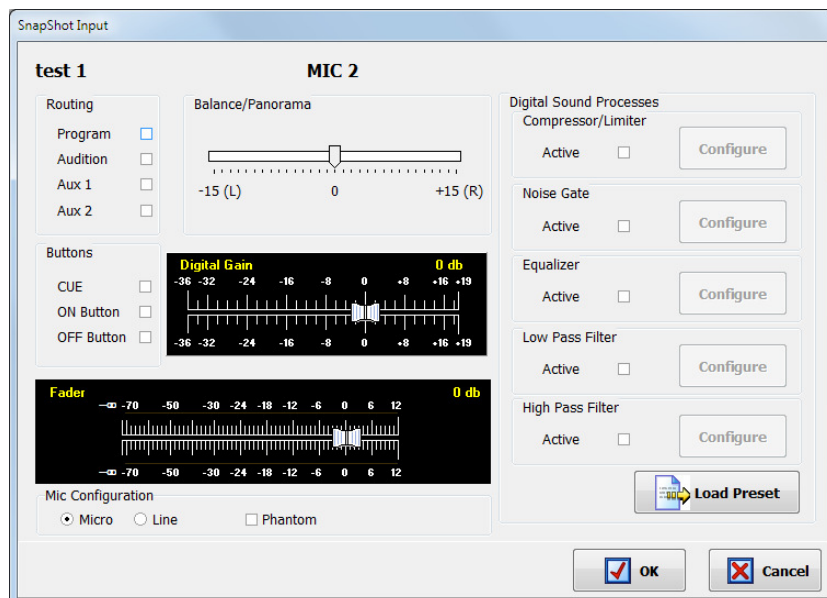 SnapShot Input
test 1
MIC 2
Routing
Program
Audition
Aux 1
Aux 2
Balance/Panorama
-15 (L)
0
+15 (R)
Buttons
CUE
ON Button
OFF Button
Digital Gain
0 db
-36 -32 -24 -16 -8 0 +8 +16 +19
-36 -32 -24 -16 -8 0 +8 +16 +19
Fader
0 db
-∞ -70 -50 -30 -24 -18 -12 -6 0 6 12
-∞ -70 -50 -30 -24 -18 -12 -6 0 6 12
Mic Configuration
Micro
Line
Phantom
Digital Sound Processes
Compressor/Limiter
Active
Configure
Noise Gate
Active
Configure
Equalizer
Active
Configure
Low Pass Filter
Active
Configure
High Pass Filter
Active
Configure
Load Preset
OK
Cancel